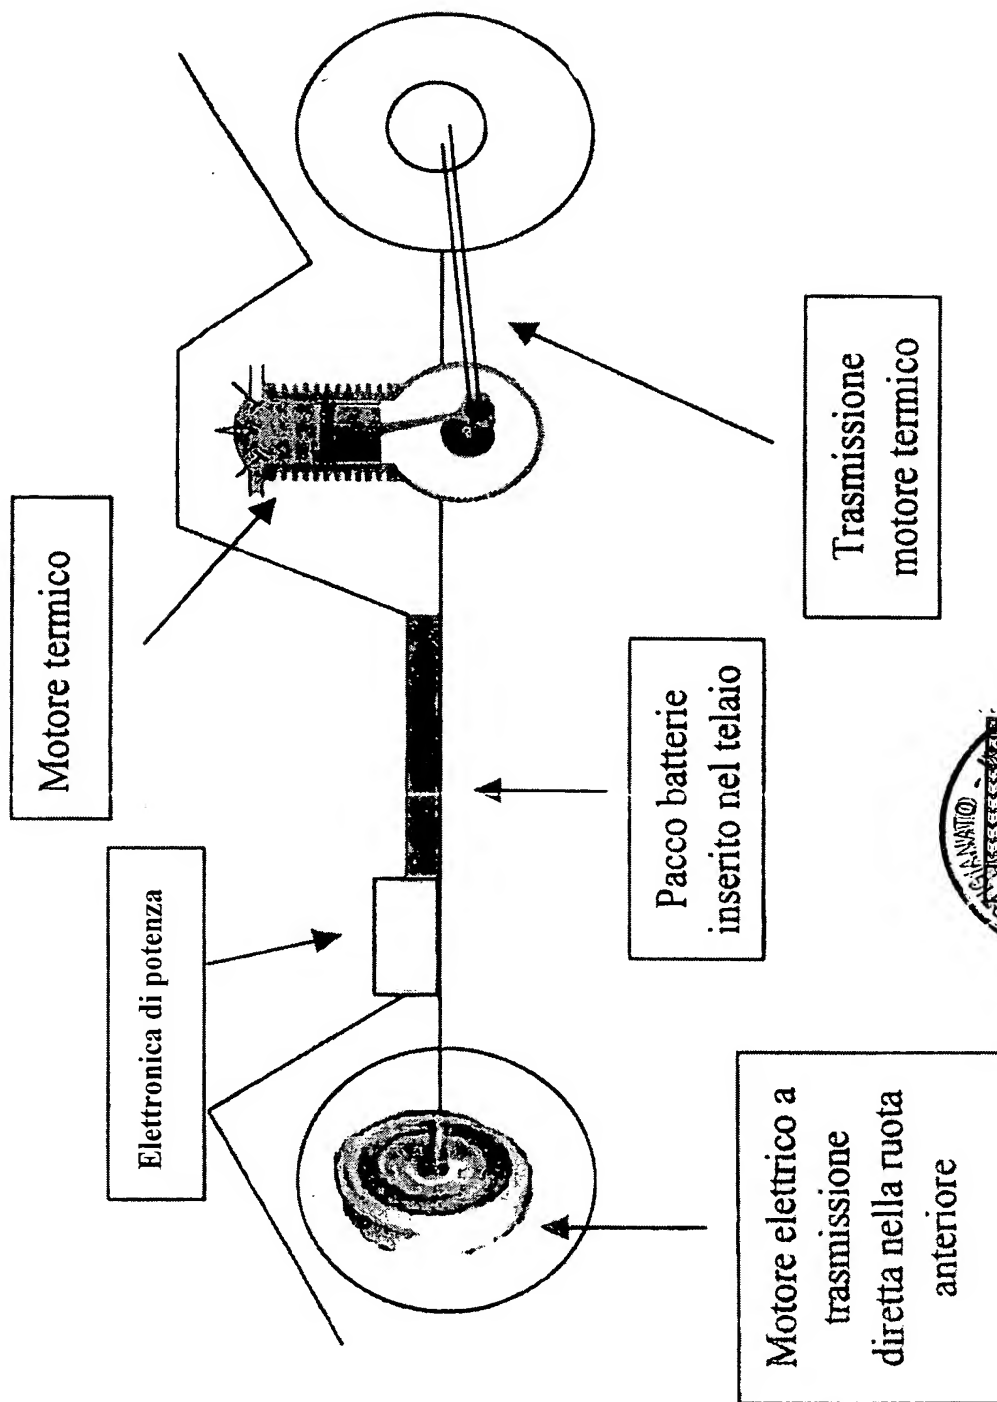 Motore termico
Elettronica di potenza
Pacco batterie
inserito nel telaio
Trasmissione
motore termico
Motore elettrico a
trasmissione
diretta nella ruota
anteriore